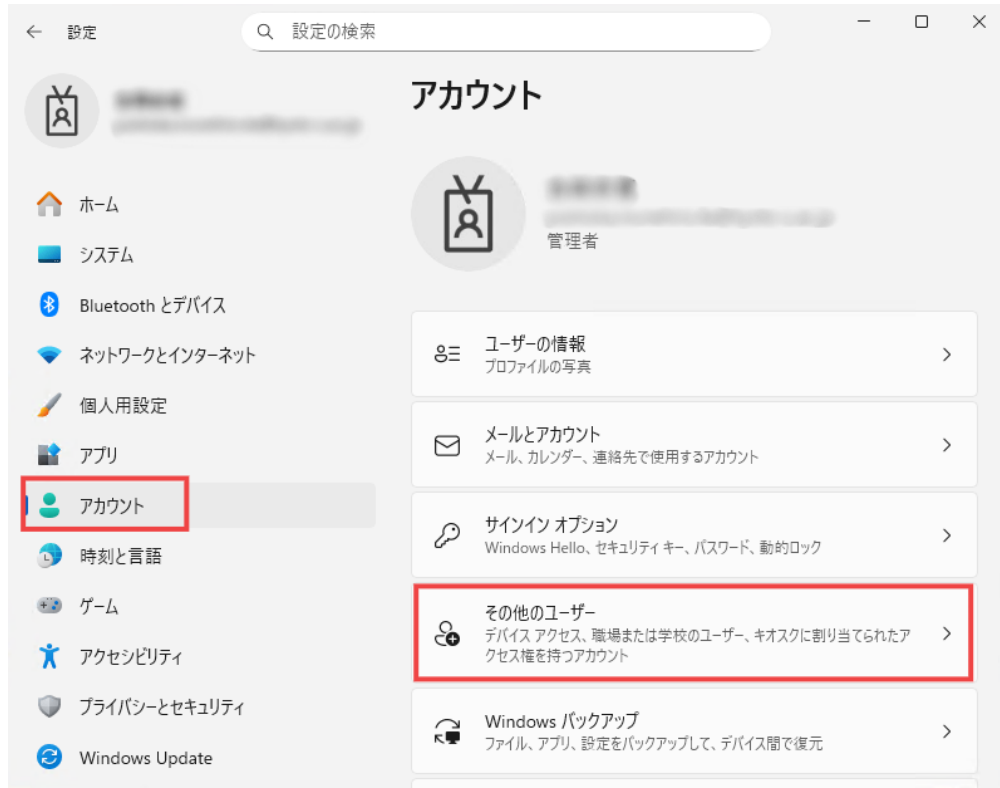 設定
設定の検索
ホーム
システム
Bluetooth とデバイス
ネットワークとインターネット
個人用設定
アプリ
アカウント
時刻と言語
ゲーム
アクセシビリティ
プライバシーとセキュリティ
Windows Update
アカウント
管理者
ユーザーの情報
プロファイルの写真
メールとアカウント
メール、カレンダー、連絡先で使用するアカウント
サインイン オプション
Windows Hello、セキュリティ キー、パスワード、動的ロック
その他のユーザー
デバイス アクセス、職場または学校のユーザー、キオスクに割り当てられたア
クセス権を持つアカウント
Windows バックアップ
ファイル、アプリ、設定をバックアップして、デバイス間で復元